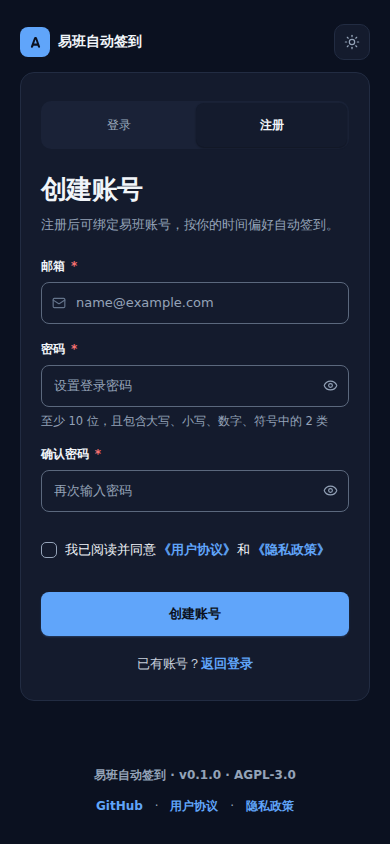 A 易班自动签到
登录 注册
创建账号
注册后可绑定易班账号，按你的时间偏好自动签到。
邮箱 *
name@example.com
密码 *
设置登录密码
至少 10 位，且包含大写、小写、数字、符号中的 2 类
确认密码 *
再次输入密码
我已阅读并同意《用户协议》和《隐私政策》
创建账号
已有账号？返回登录
易班自动签到 · v0.1.0 · AGPL-3.0
GitHub · 用户协议 · 隐私政策